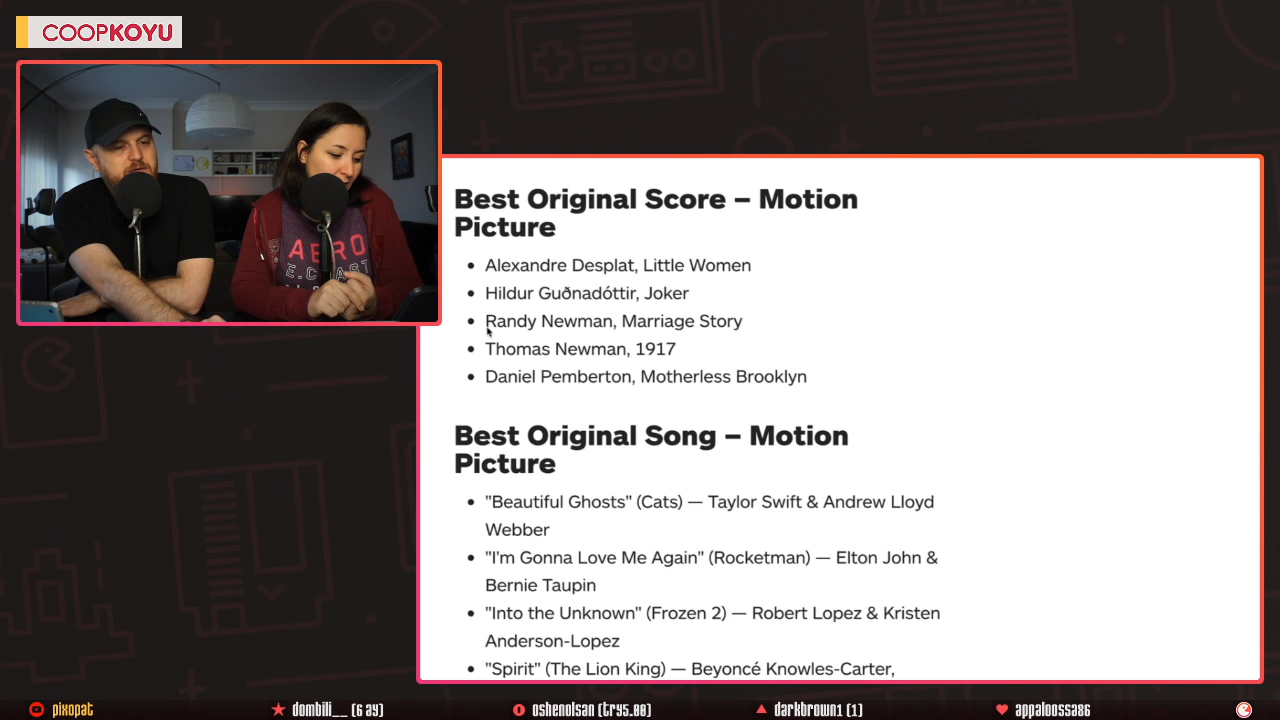 COOPKOYU
AERO
Best Original Score – Motion
Picture
• Alexandre Desplat, Little Women
• Hildur Guðnadóttir, Joker
• Randy Newman, Marriage Story
• Thomas Newman, 1917
• Daniel Pemberton, Motherless Brooklyn
Best Original Song – Motion
Picture
• "Beautiful Ghosts" (Cats) — Taylor Swift & Andrew Lloyd
Webber
• "I'm Gonna Love Me Again" (Rocketman) — Elton John &
Bernie Taupin
• "Into the Unknown" (Frozen 2) — Robert Lopez & Kristen
Anderson-Lopez
• "Spirit" (The Lion King) — Beyoncé Knowles-Carter,
pixopat
dombili__ (6 ay)
oshenolsan (try5.00)
darkbrown1 (1)
appaloossa86